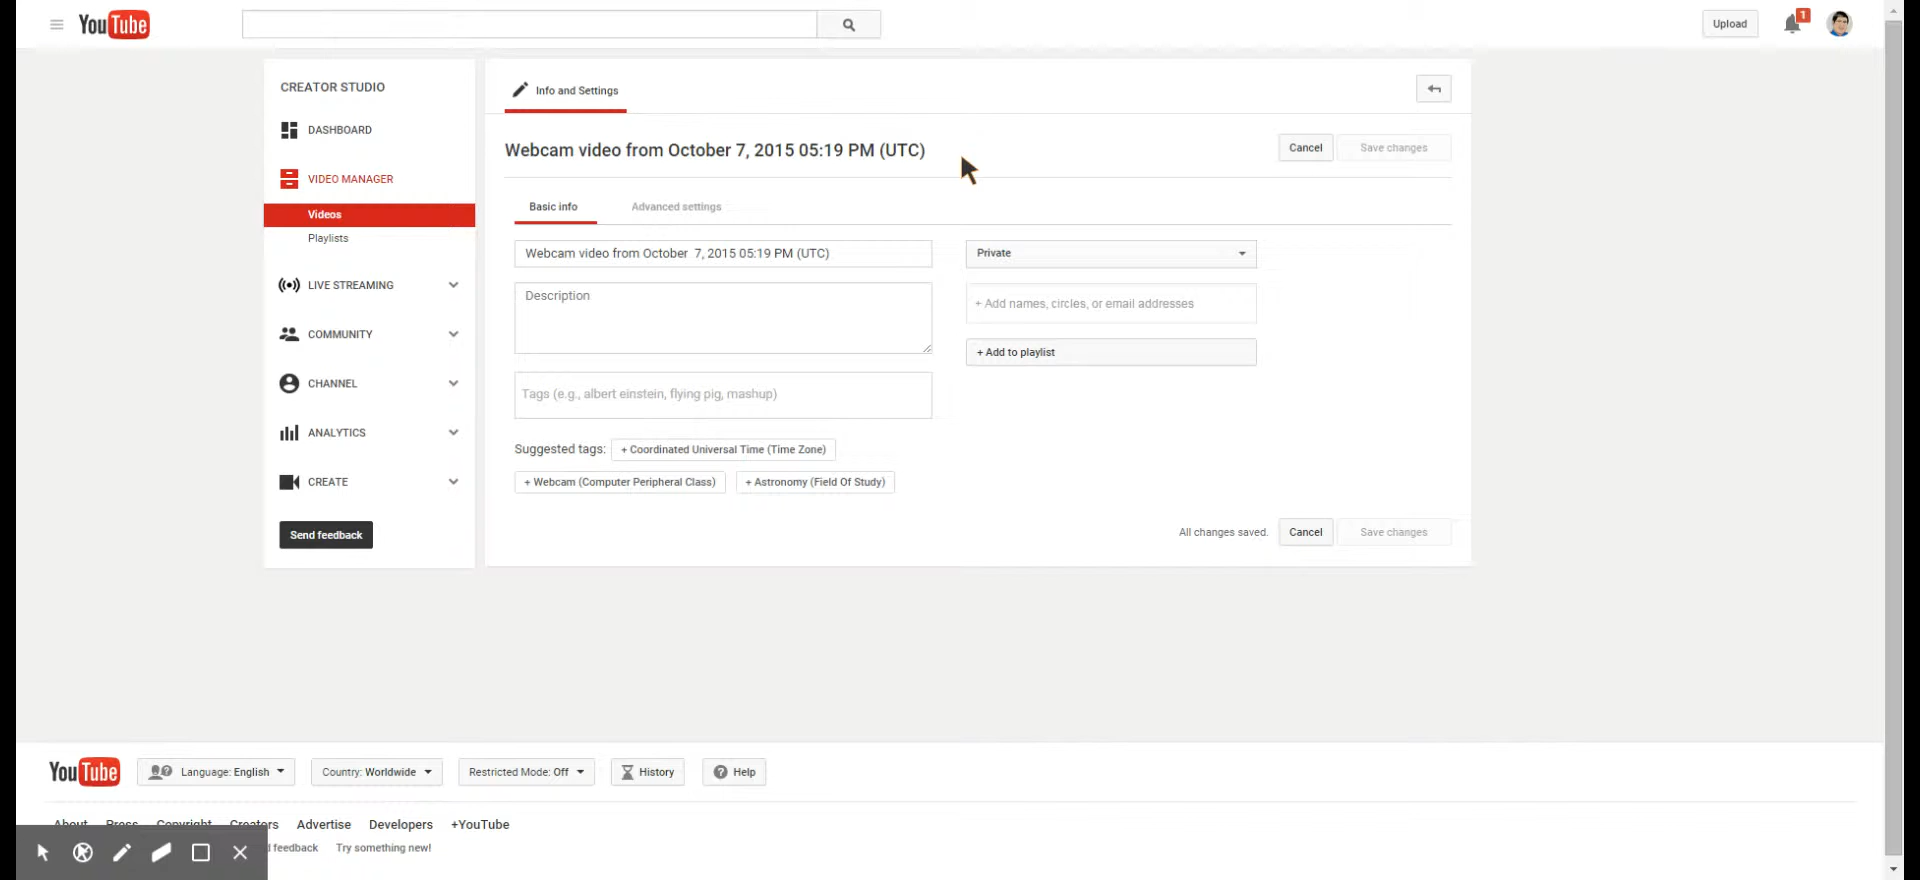 YouTube
Upload
1
CREATOR STUDIO
DASHBOARD
VIDEO MANAGER
Videos
Playlists
LIVE STREAMING
COMMUNITY
CHANNEL
ANALYTICS
CREATE
Send feedback
Info and Settings
Webcam video from October 7, 2015 05:19 PM (UTC)
Cancel Save changes
Basic info Advanced settings
Webcam video from October 7, 2015 05:19 PM (UTC)
Description
Tags (e.g., albert einstein, flying pig, mashup)
Suggested tags: + Coordinated Universal Time (Time Zone)
+ Webcam (Computer Peripheral Class) + Astronomy (Field Of Study)
Private
+ Add names, circles, or email addresses
+ Add to playlist
All changes saved. Cancel Save changes
YouTube Language: English Country: Worldwide Restricted Mode: Off History Help
About Press Copyright Creators Advertise Developers +YouTube
feedback Try something new!